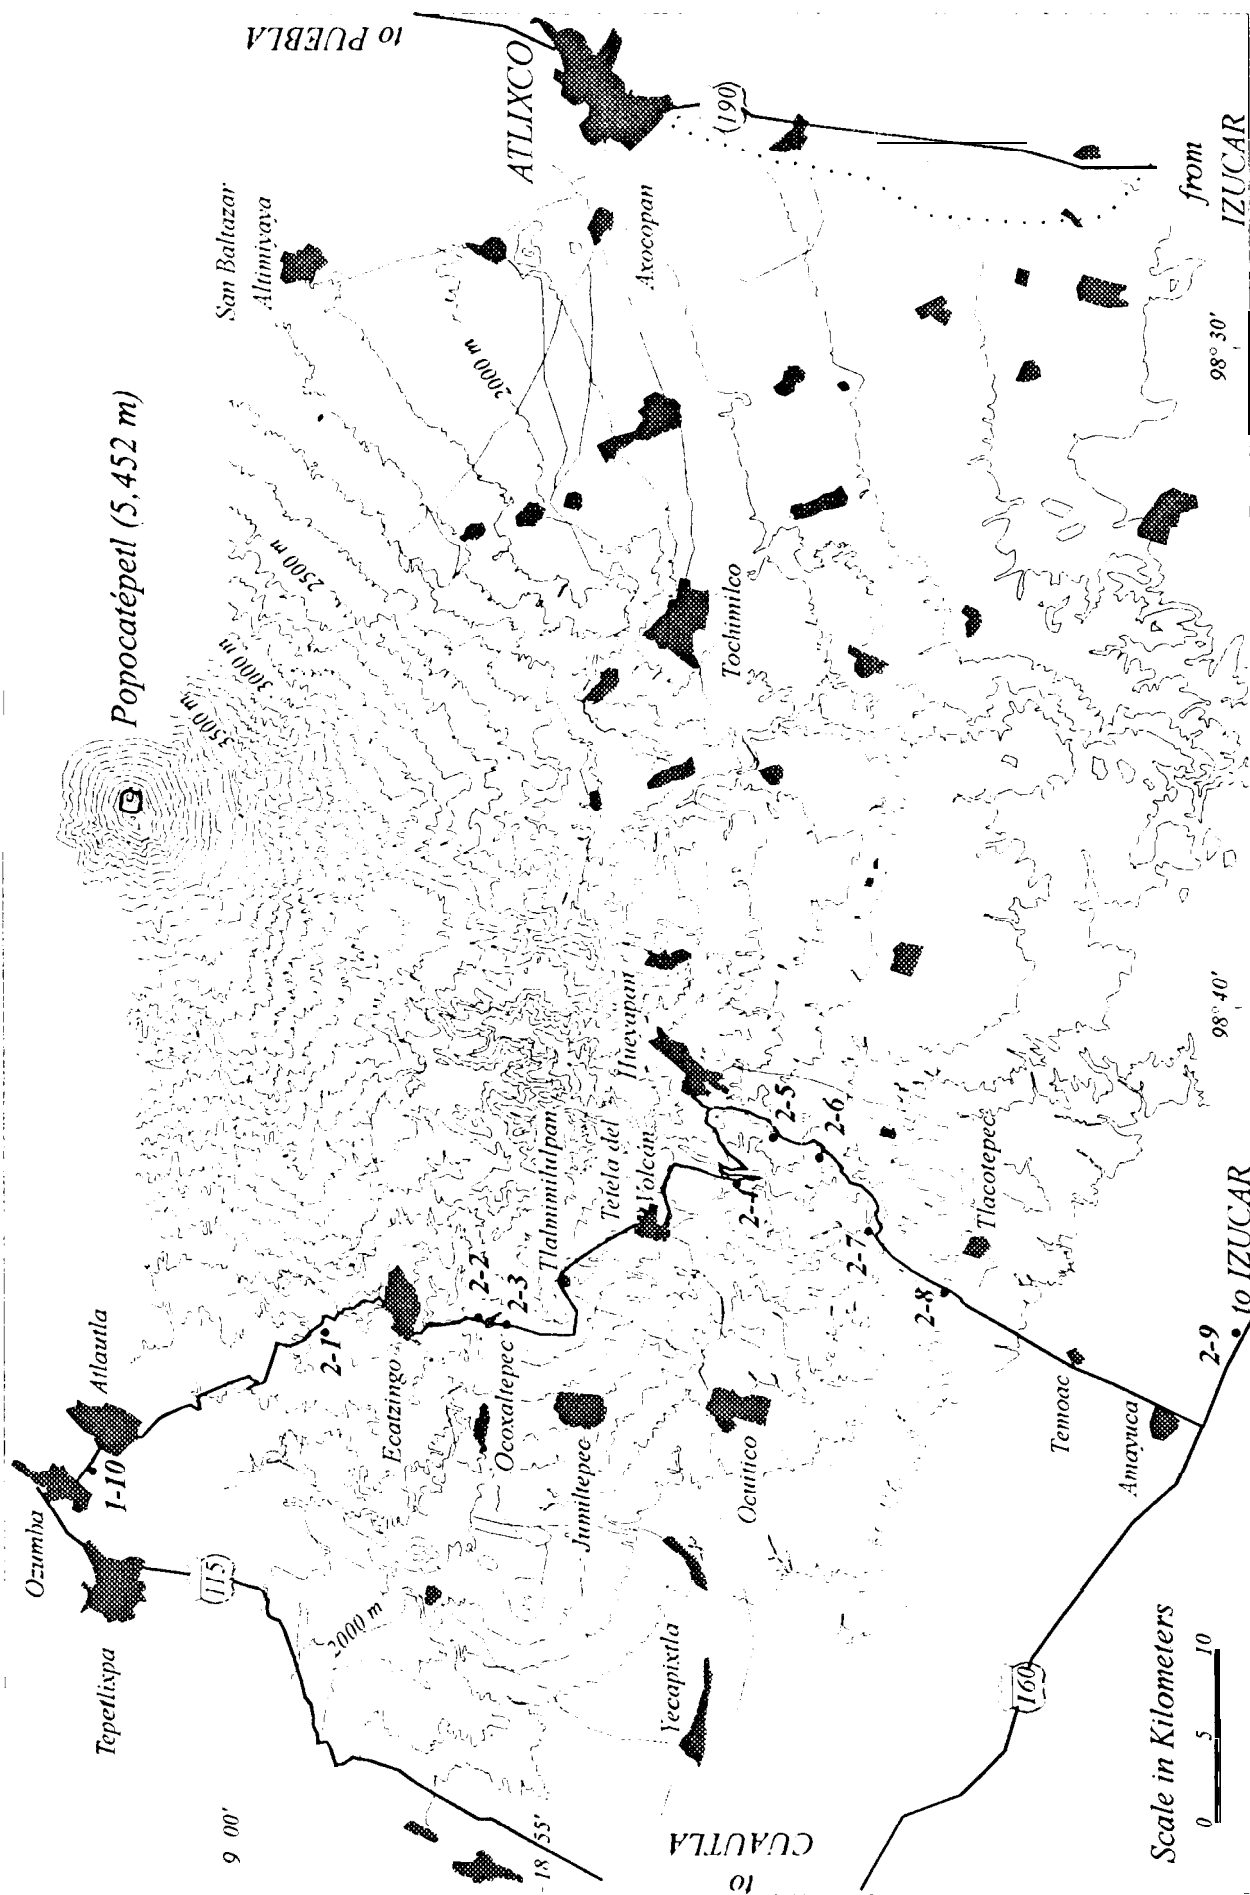 to PUEBLA
ATLIXCO
(190)
from
IZUCAR
San Baltazar
Altimiyaya
Axocopan
2000 m
98° 30'
Popocatépetl (5,452 m)
2500 m
3000 m
3500 m
Tochimilco
Hueyapan
98° 40'
Tlalmimilulpan
Tetela del
Volcan
2-5
2-6
2-4
2-7
2-8
Tlacotepec
2-9
to IZUCAR
Atlautla
2-1
2-2
2-3
Ecatzingo
Ocoxaltepec
Jumiltepec
Ocuituco
Temoac
Amayuca
Ozumba
1-10
Tepetlixpa
115
2000 m
Yecapixtla
160
9 00'
18 55'
to
CUAUTLA
Scale in Kilometers
0 5 10